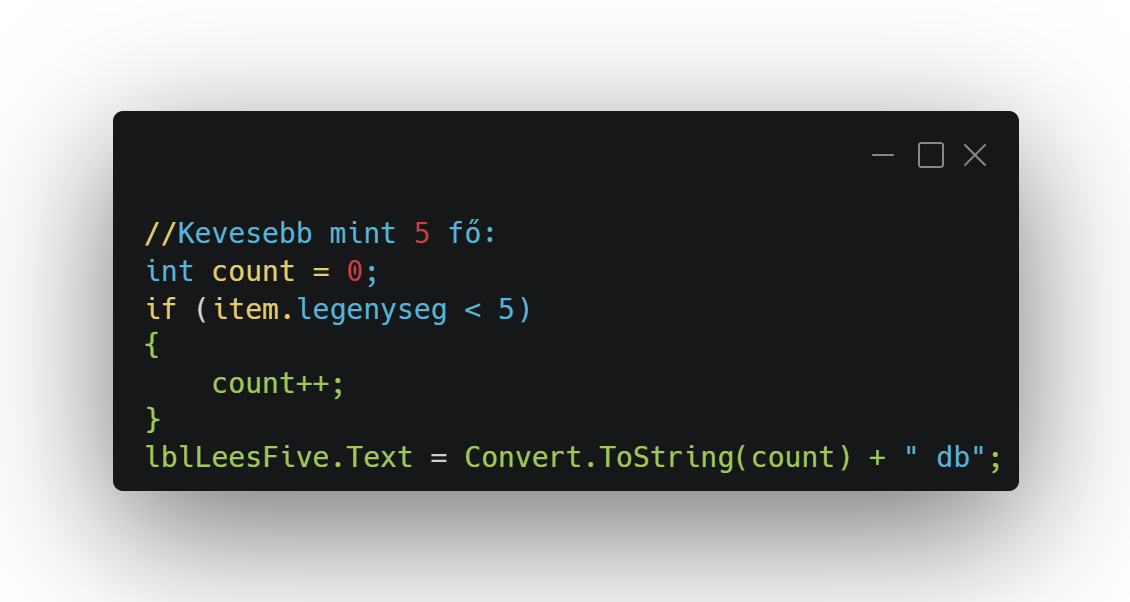 //Kevesebb mint 5 fő:
int count = 0;
if (item.legenyseg < 5)
{
    count++;
}
lblLeesFive.Text = Convert.ToString(count) + " db";